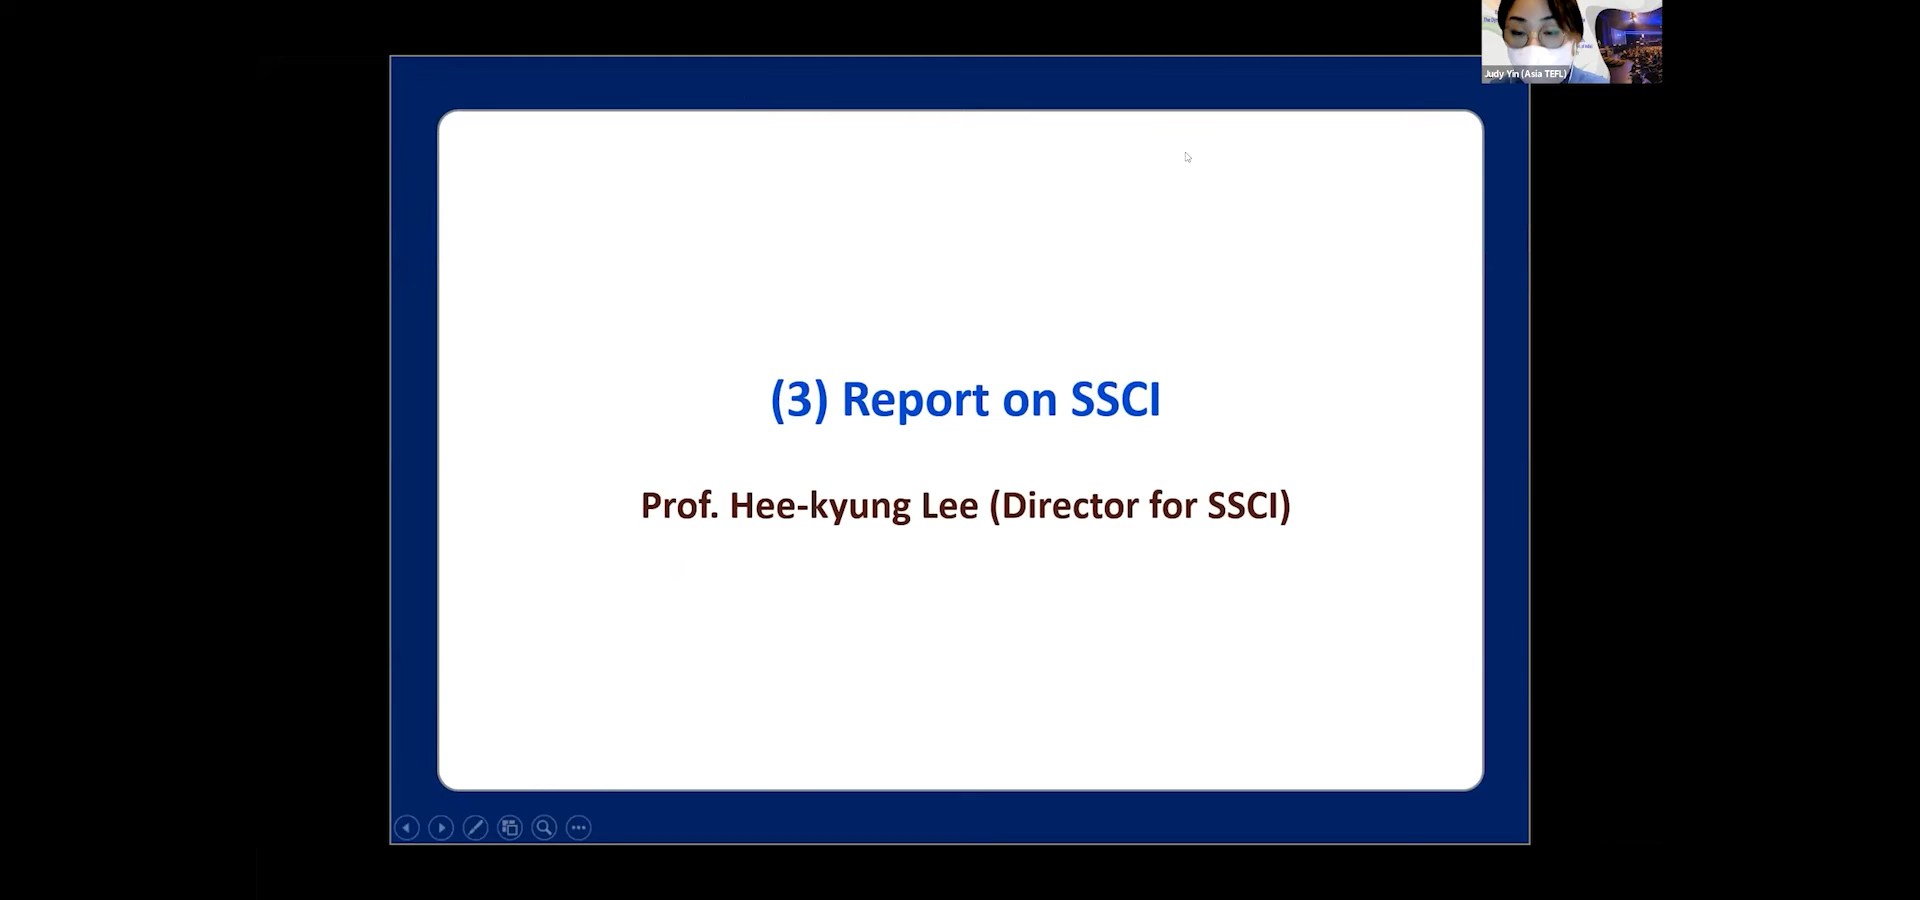 Judy Yin (Asia TEFL)
(3) Report on SSCI
Prof. Hee-kyung Lee (Director for SSCI)